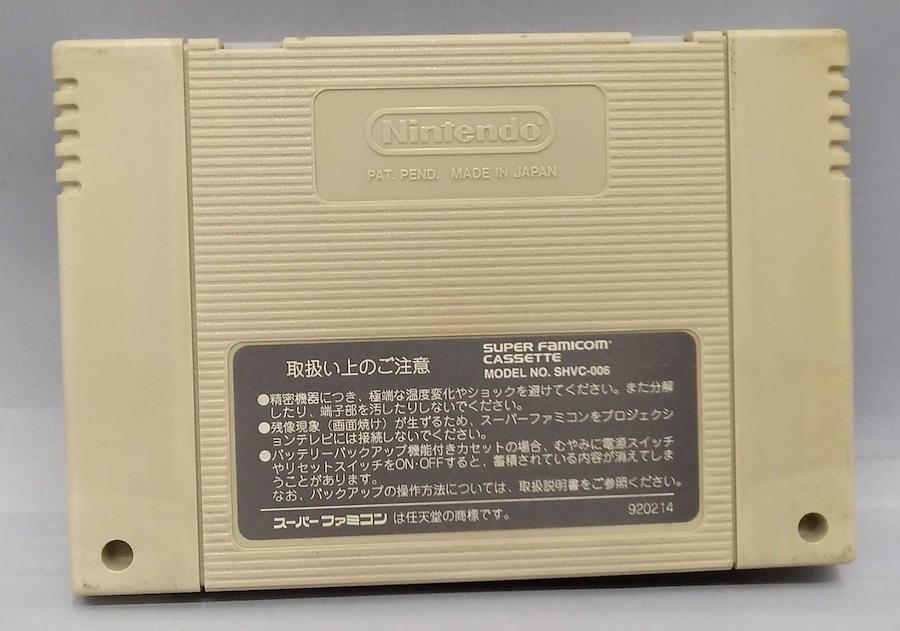 Nintendo®
PAT. PEND. MADE IN JAPAN
取扱い上のご注意
SUPER FAMICOM®
CASSETTE
MODEL NO. SHVC-006
●精密機器につき、極端な温度変化やショックを避けてください。また分解
したり、端子部を汚したりしないでください。
●残像現象（画面焼け）が生ずるため、スーパーファミコンをプロジェクシ
ョンテレビには接続しないでください。
●バッテリーバックアップ機能付きカセットの場合、むやみに電源スイッチ
やリセットスイッチをON・OFFすると、蓄積されている内容が消えてしま
うことがあります。
なお、バックアップの操作方法については、取扱説明書をご参照ください。
スーパーファミコンは任天堂の商標です。
920214